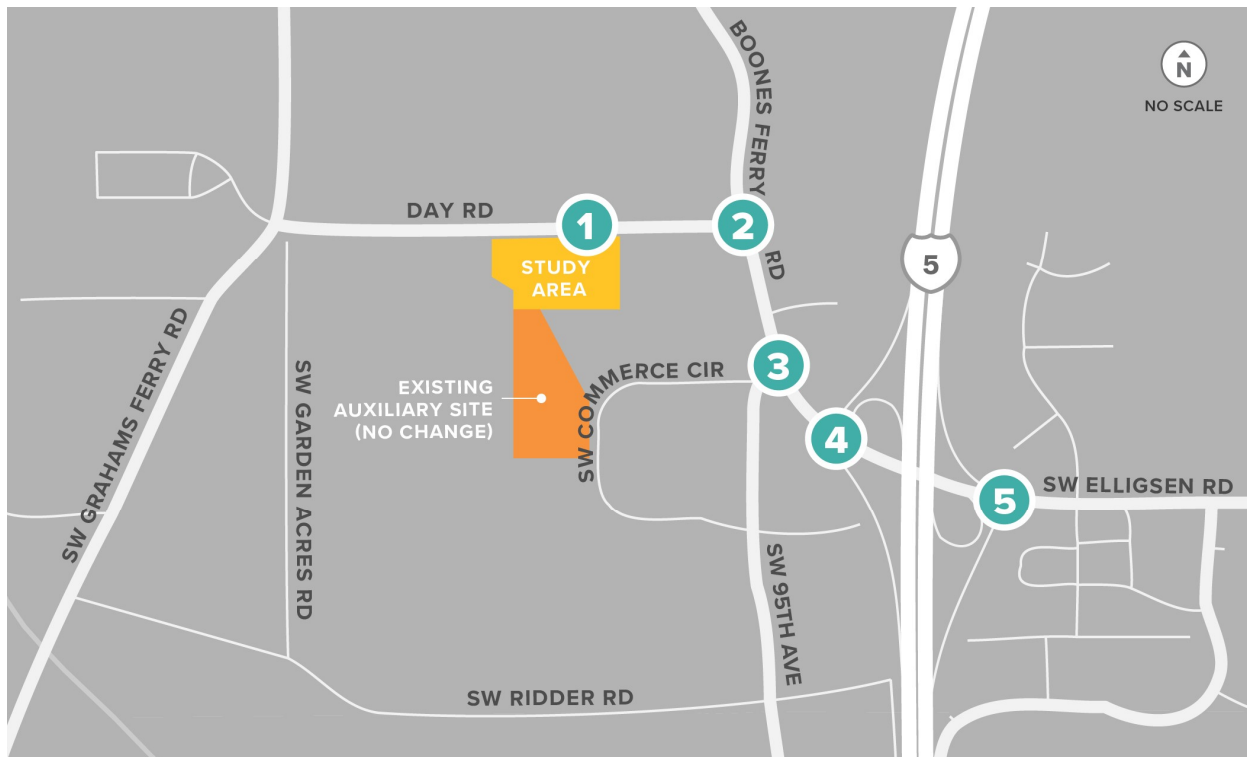 BOONES FERRY RD
N
NO SCALE
DAY RD
1
2
STUDY
AREA
5
SW GRAHAMS FERRY RD
SW GARDEN ACRES RD
EXISTING
AUXILIARY SITE
(NO CHANGE)
SW COMMERCE CIR
3
4
5
SW ELLIGSEN RD
SW 95TH AVE
SW RIDDER RD